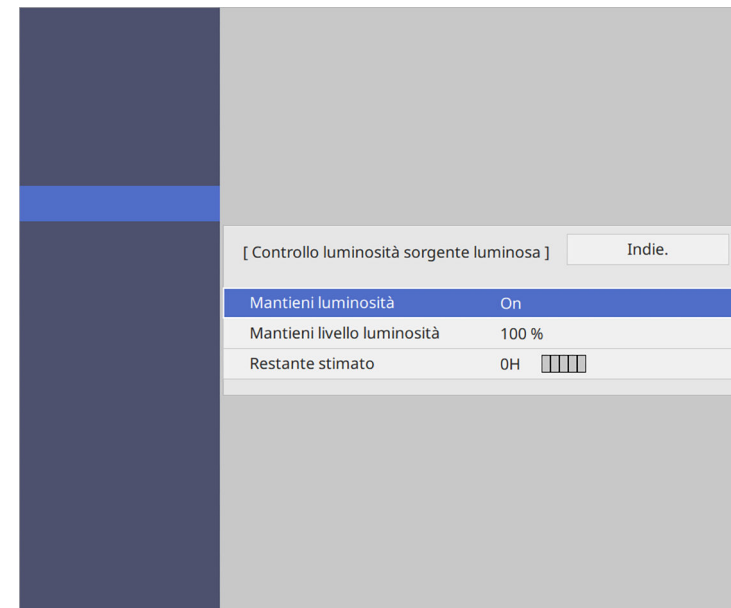 [ Controllo luminosità sorgente luminosa ] Indie.
Mantieni luminosità On
Mantieni livello luminosità 100 %
Restante stimato 0H